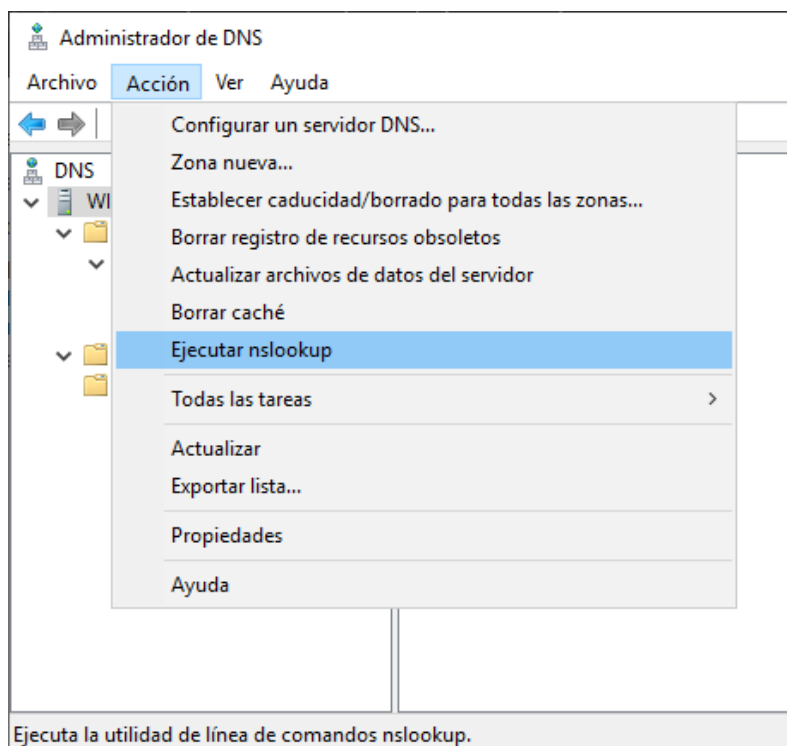 Administrador de DNS
Archivo Acción Ver Ayuda
Configurar un servidor DNS...
DNS
Zona nueva...
WI
Establecer caducidad/borrado para todas las zonas...
Borrar registro de recursos obsoletos
Actualizar archivos de datos del servidor
Borrar caché
Ejecutar nslookup
Todas las tareas
Actualizar
Exportar lista...
Propiedades
Ayuda
Ejecuta la utilidad de línea de comandos nslookup.